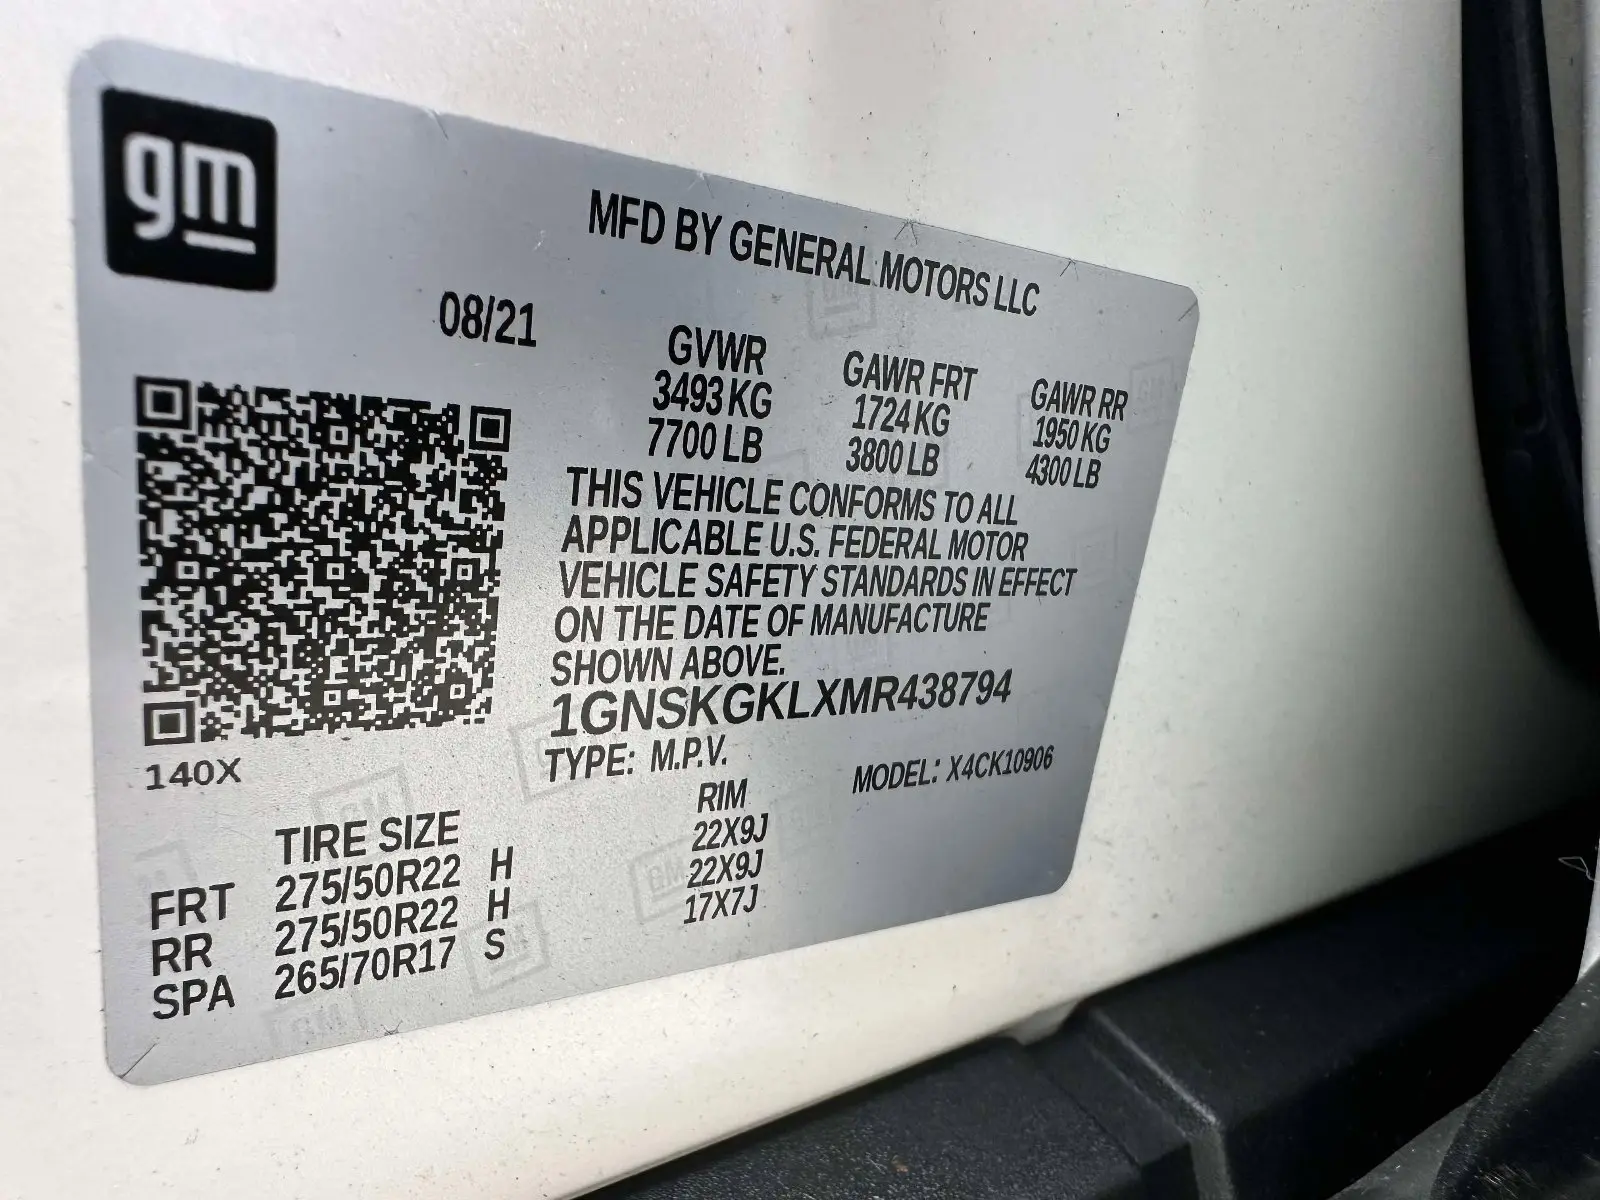 gm
MFD BY GENERAL MOTORS LLC
08/21
GVWR GAWR FRT GAWR RR
3493 KG 1724 KG 1950 KG
7700 LB 3800 LB 4300 LB
THIS VEHICLE CONFORMS TO ALL
APPLICABLE U.S. FEDERAL MOTOR
VEHICLE SAFETY STANDARDS IN EFFECT
ON THE DATE OF MANUFACTURE
SHOWN ABOVE.
1GNSKGKLXMR438794
TYPE: M.P.V. MODEL: X4CK10906
140X
TIRE SIZE RIM
FRT 275/50R22 H 22X9J
RR 275/50R22 H 22X9J
SPA 265/70R17 S 17X7J